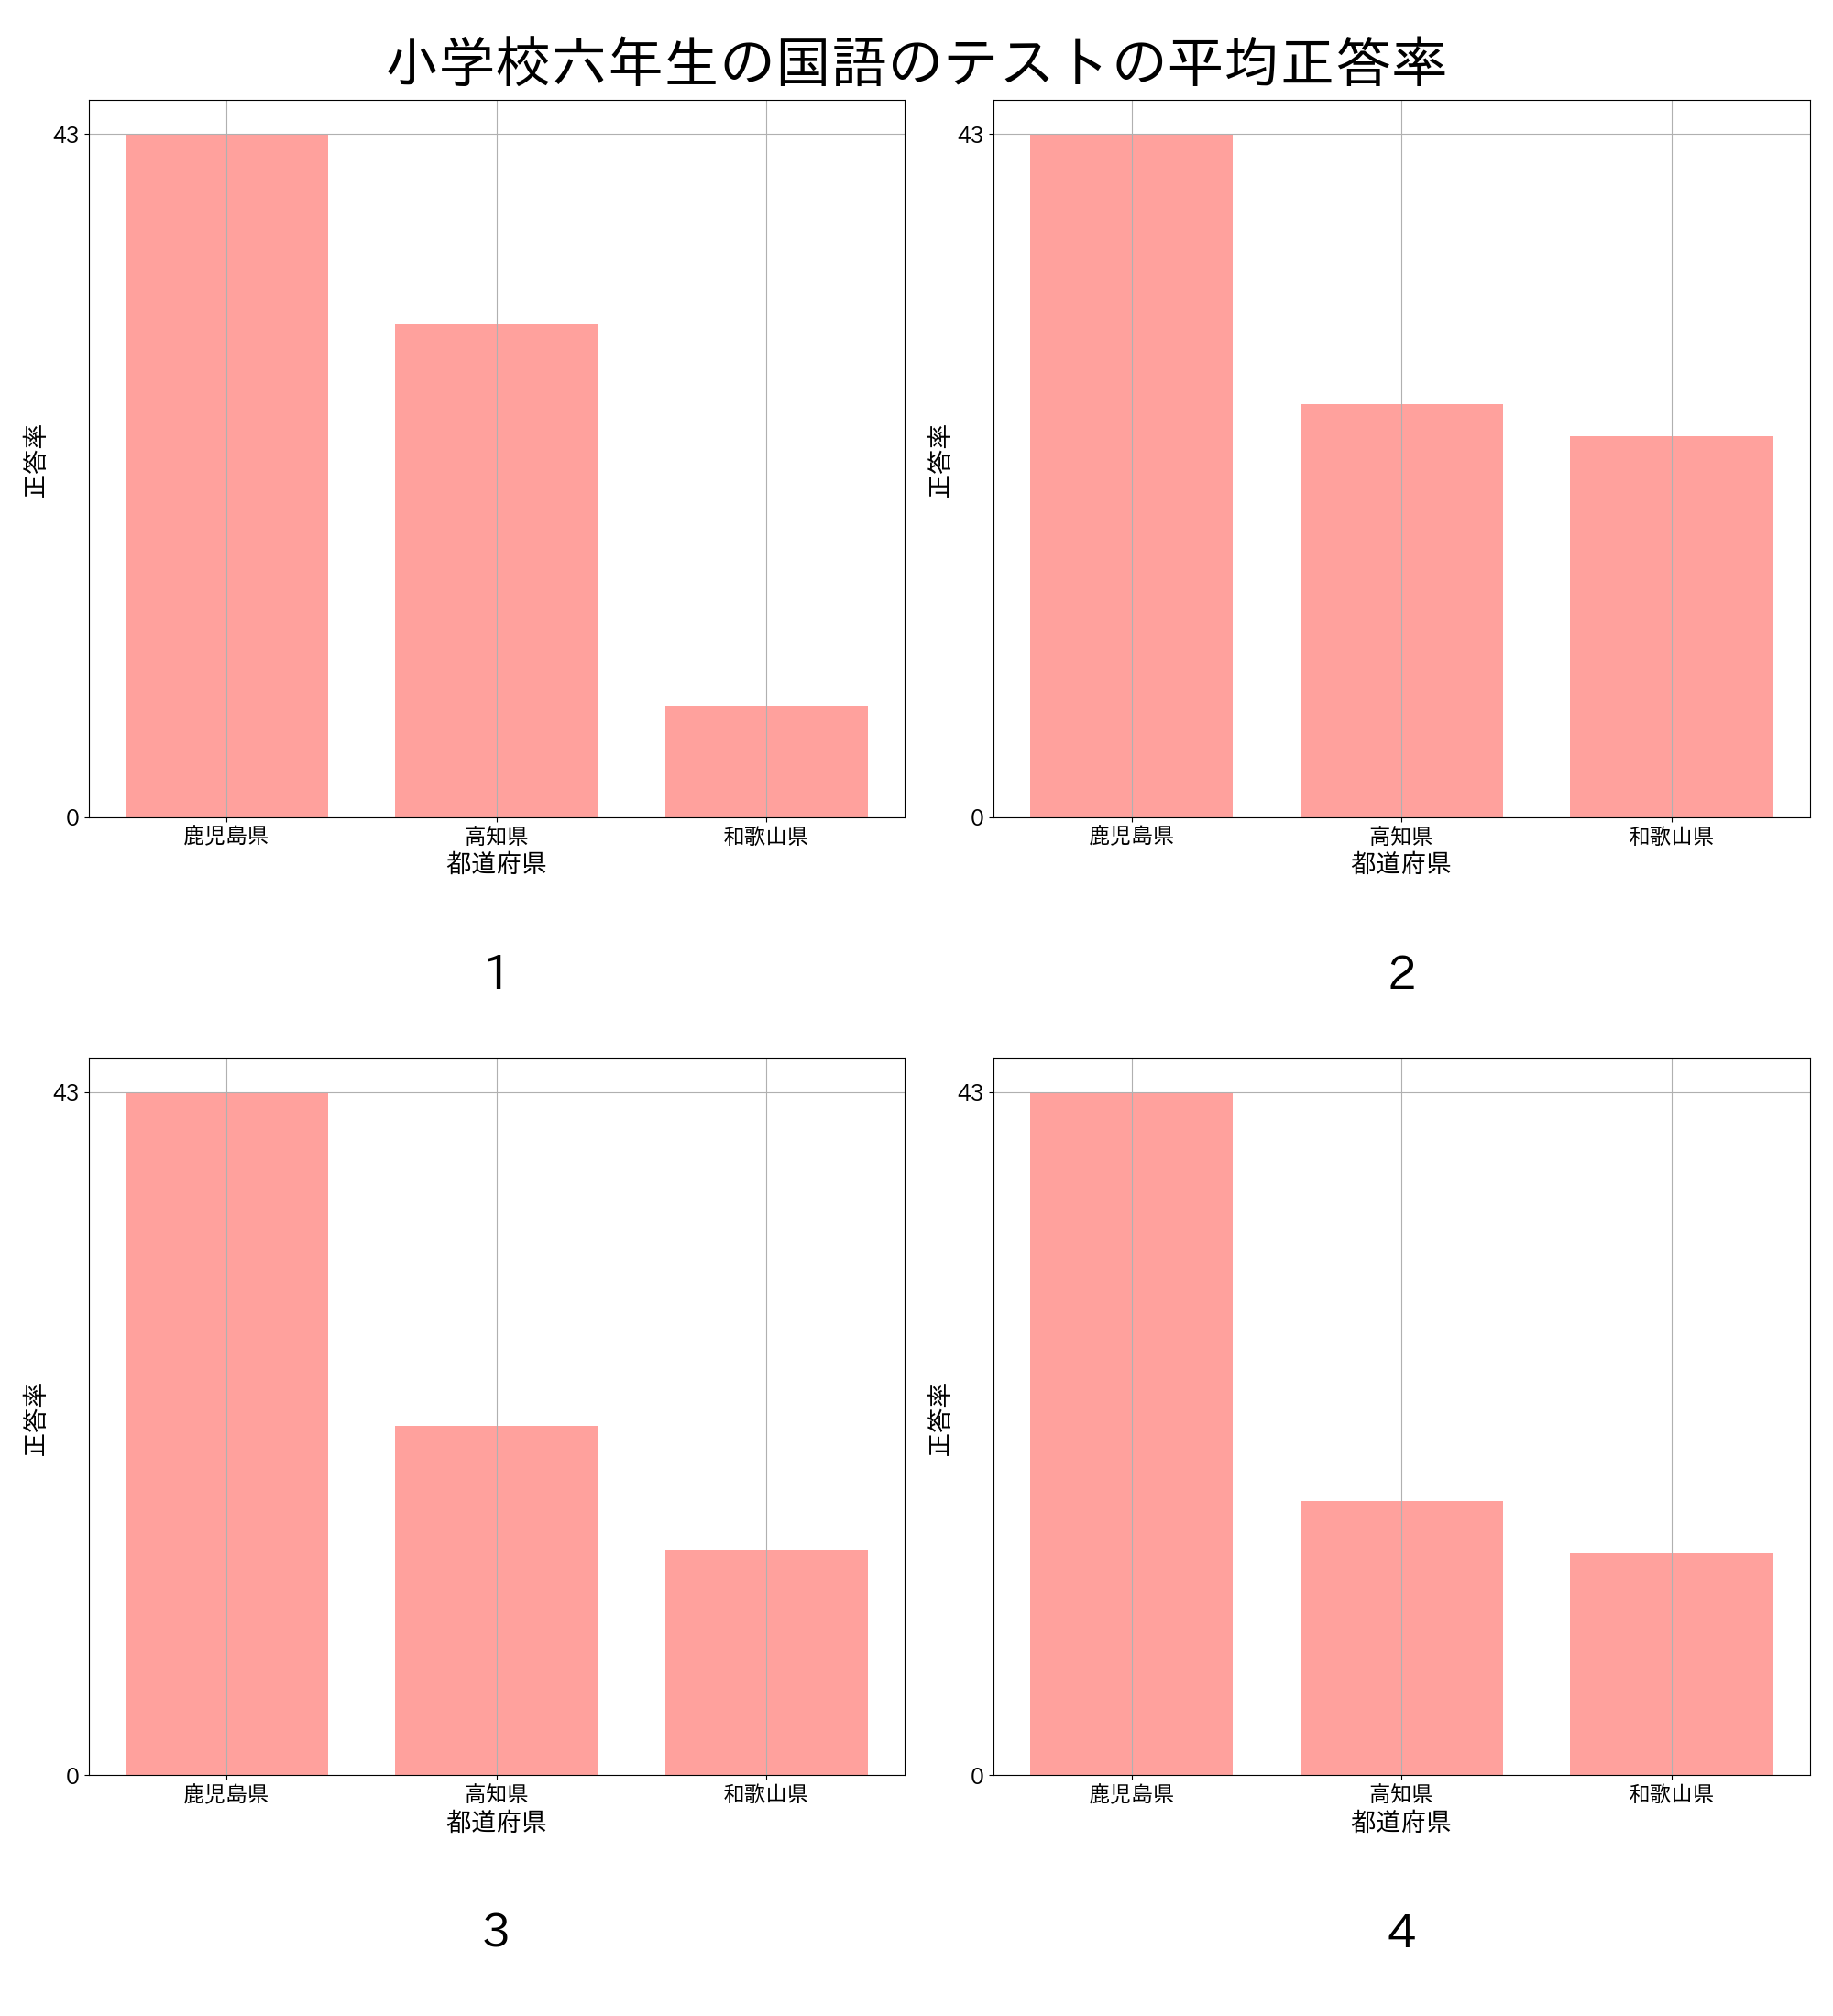 小学校六年生の国語のテストの平均正答率
43
0
正答率
鹿児島県
高知県
和歌山県
都道府県
1
43
0
正答率
鹿児島県
高知県
和歌山県
都道府県
2
43
0
正答率
鹿児島県
高知県
和歌山県
都道府県
3
43
0
正答率
鹿児島県
高知県
和歌山県
都道府県
4